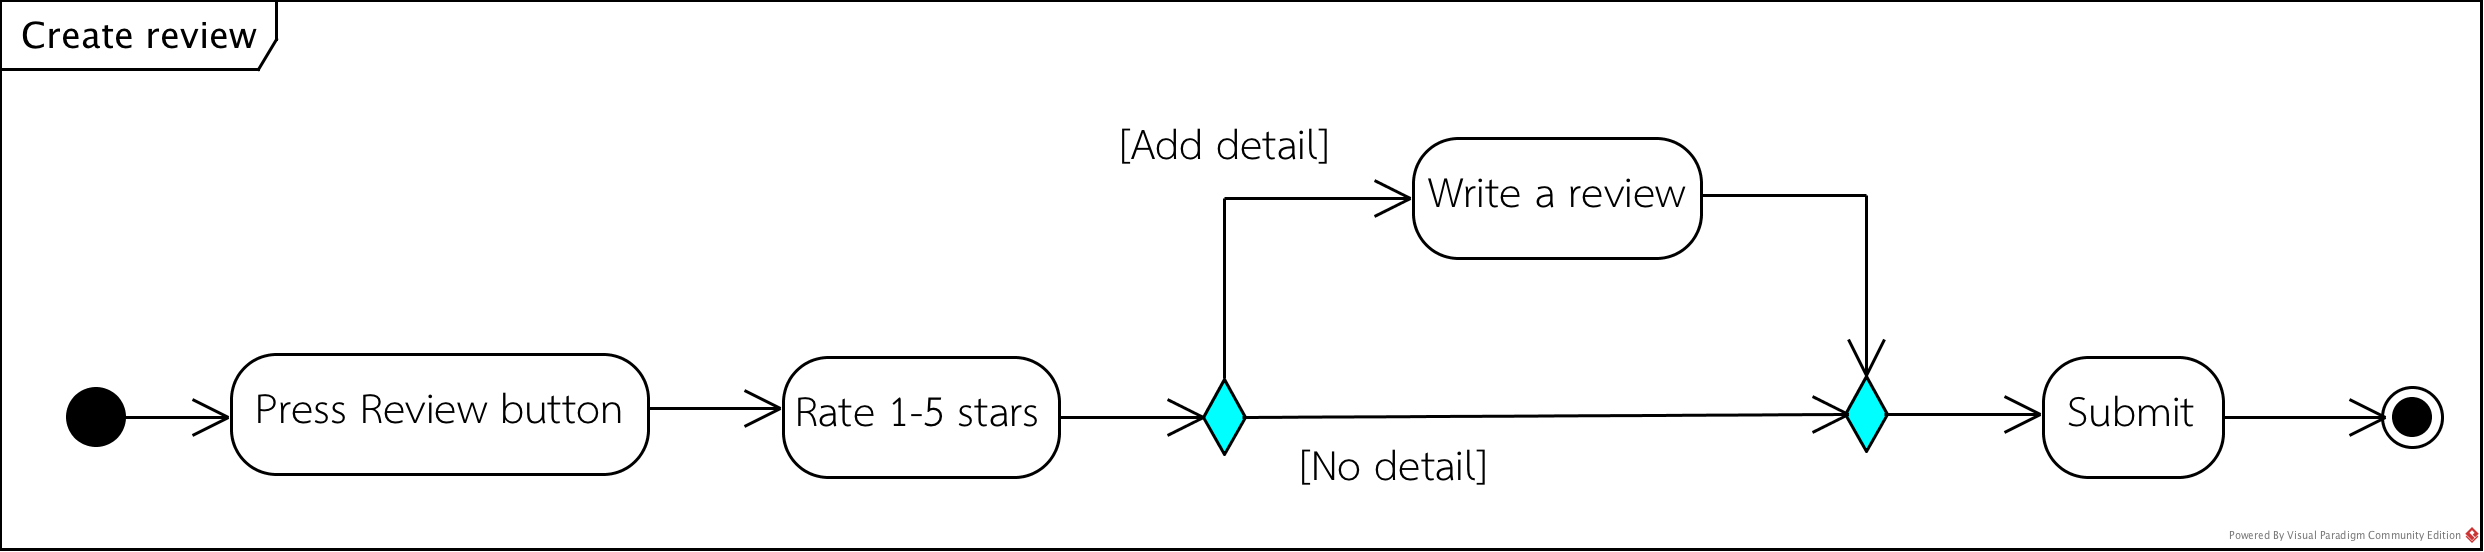 Create review
[Add detail]
Write a review
Press Review button
Rate 1-5 stars
[No detail]
Submit
Powered By Visual Paradigm Community Edition